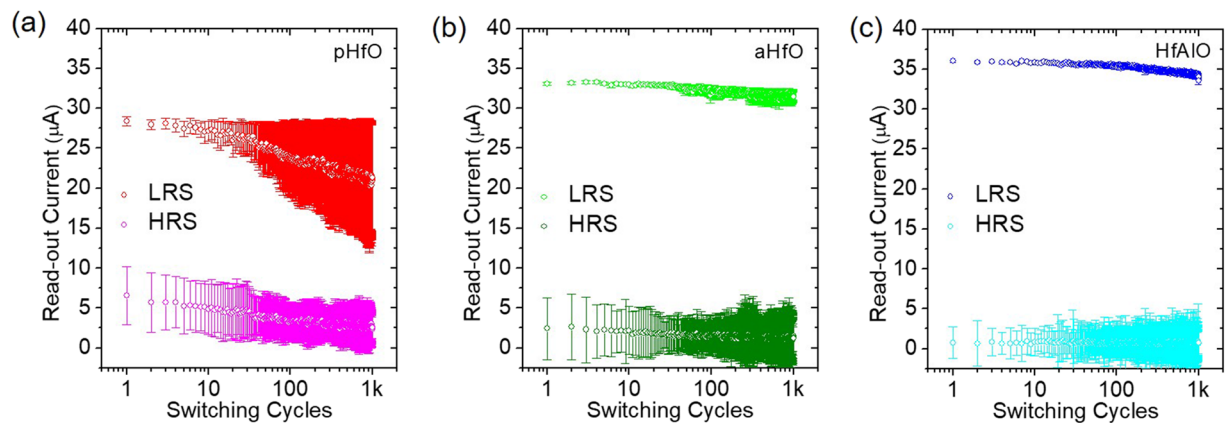 (a)
pHfO
Read-out Current (μA)
40
35
30
25
20
15
10
5
0
LRS
HRS
1
10
100
1k
Switching Cycles
(b)
aHfO
Read-out Current (μA)
40
35
30
25
20
15
10
5
0
LRS
HRS
1
10
100
1k
Switching Cycles
(c)
HfAlO
Read-out Current (μA)
40
35
30
25
20
15
10
5
0
LRS
HRS
1
10
100
1k
Switching Cycles